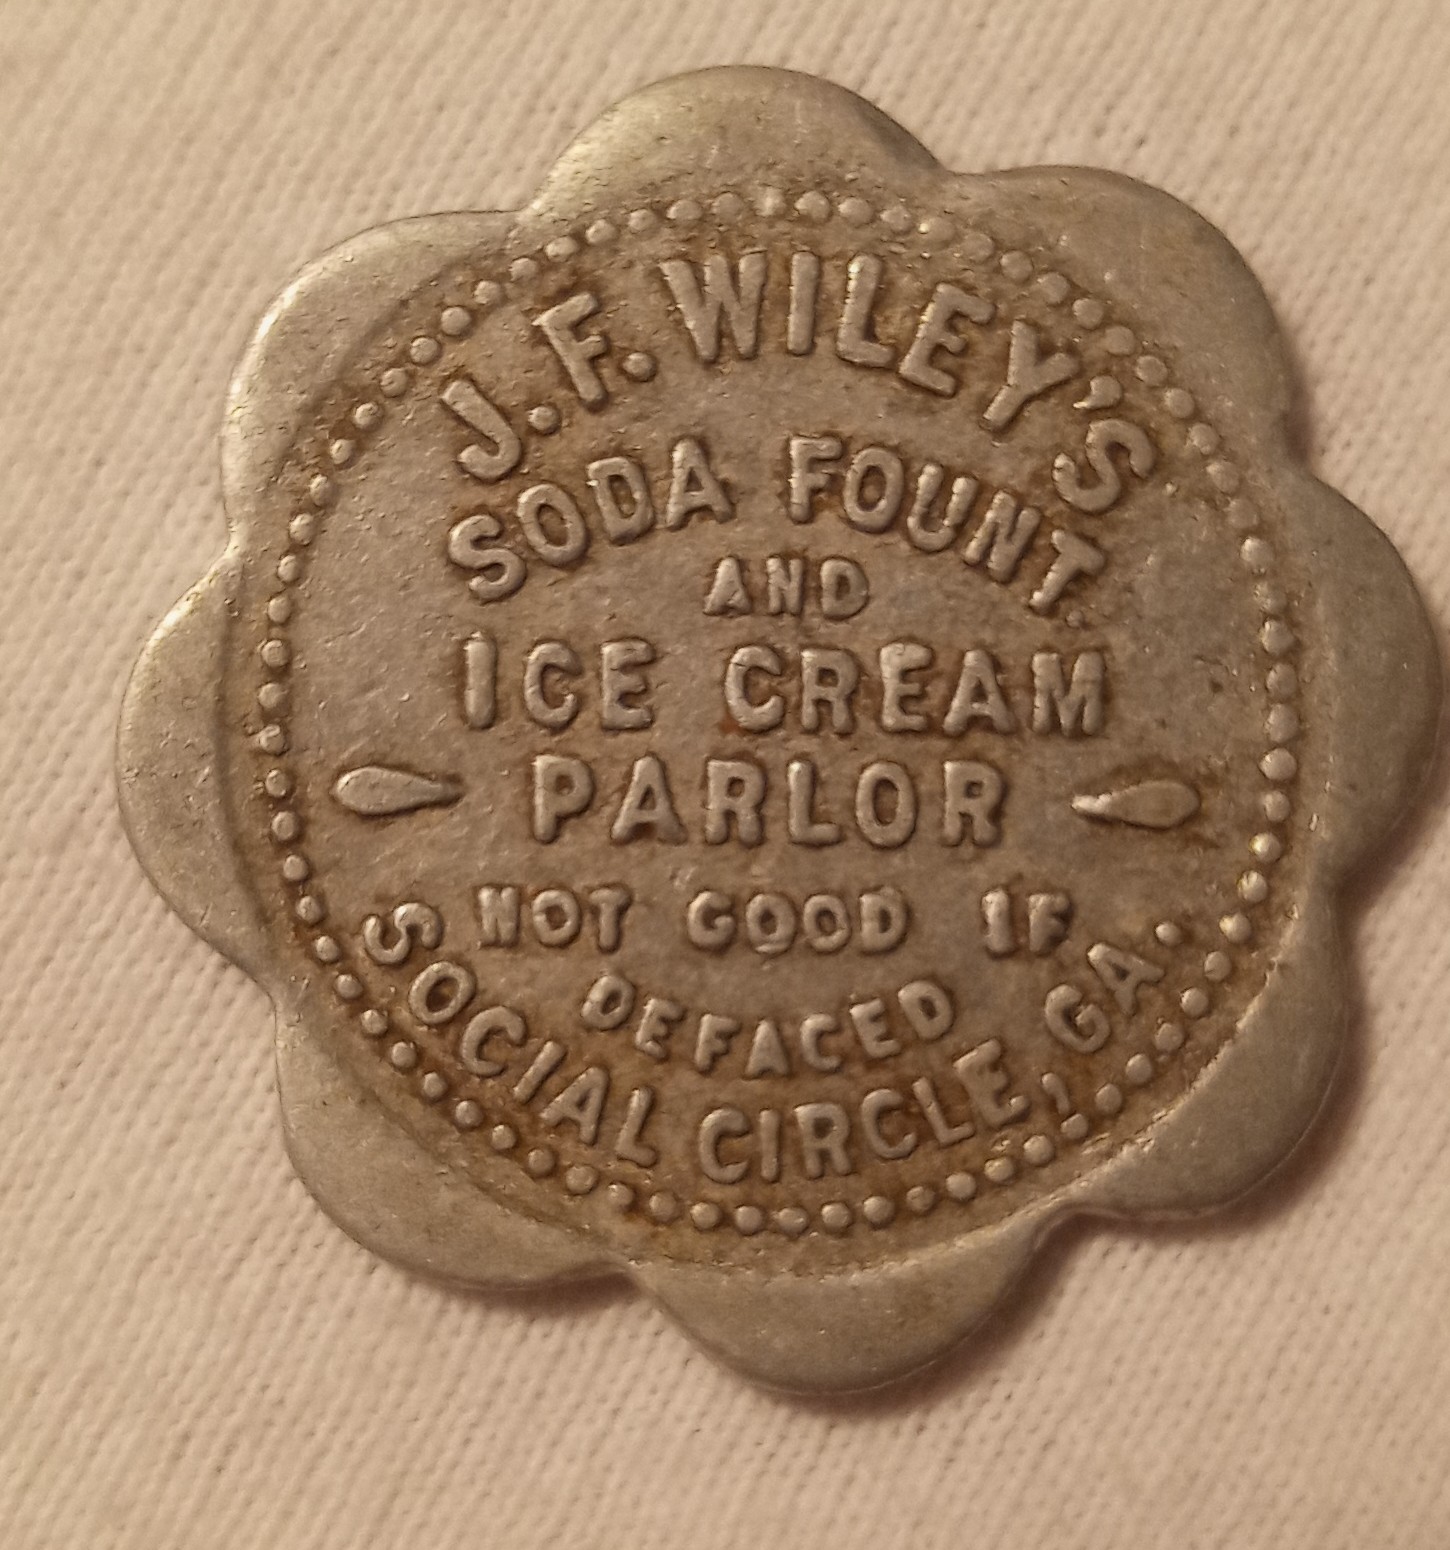 J. F. WILEY'S
SODA FOUNT.
AND
ICE CREAM
PARLOR
NOT GOOD IF
DEFACED
SOCIAL CIRCLE, GA.